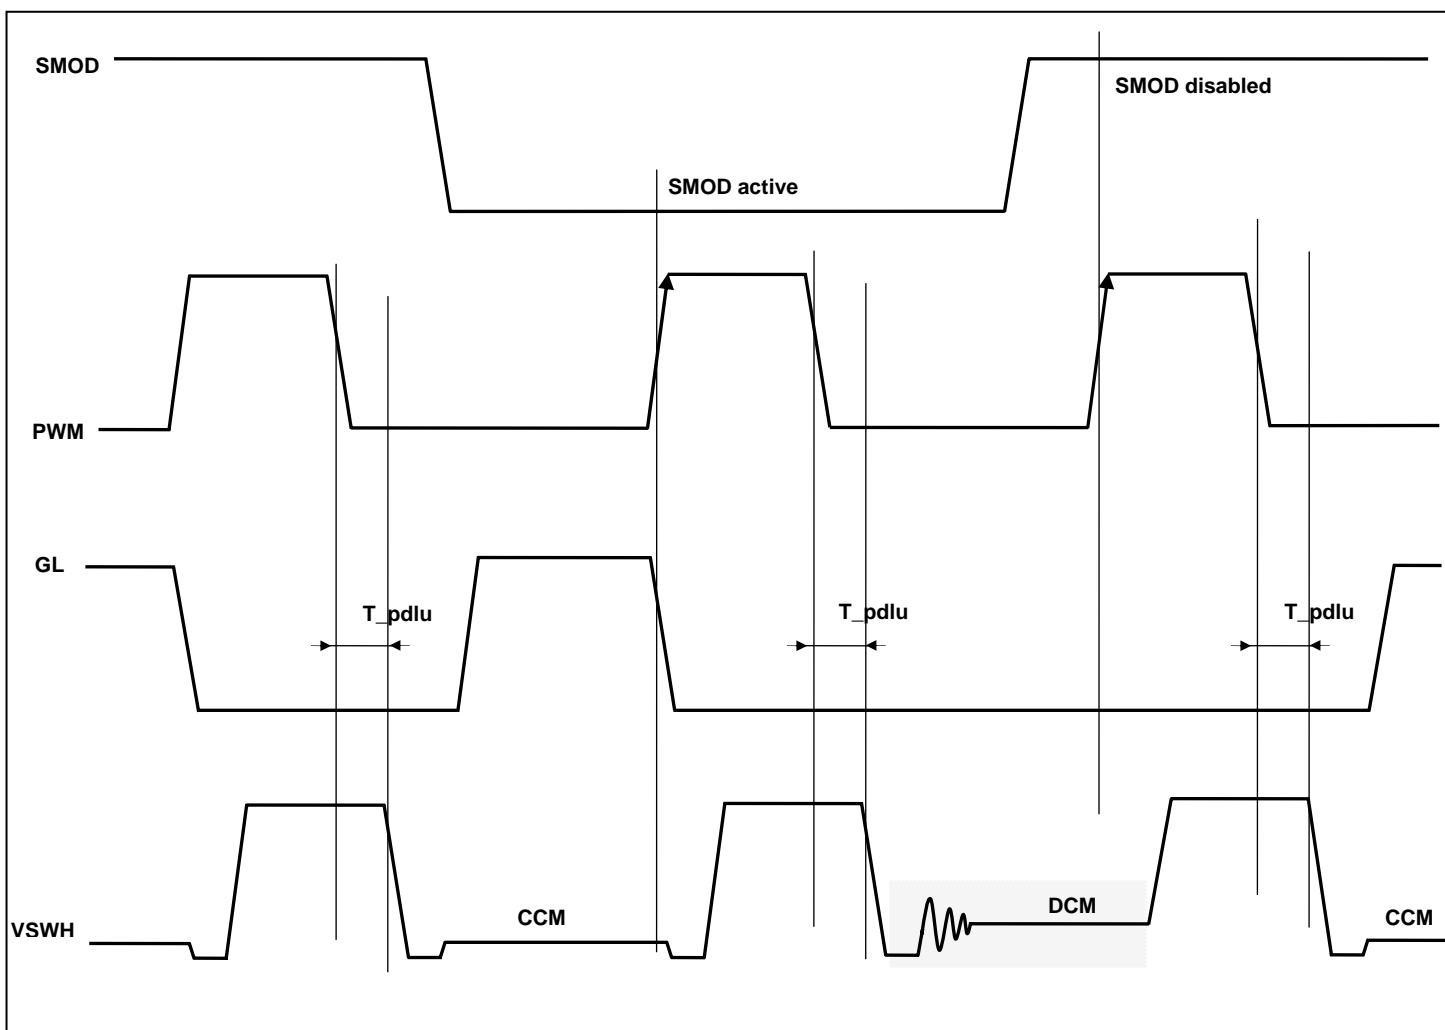 SMOD
SMOD disabled
SMOD active
PWM
GL
T_pdlu
T_pdlu
T_pdlu
CCM
DCM
CCM
VSWH